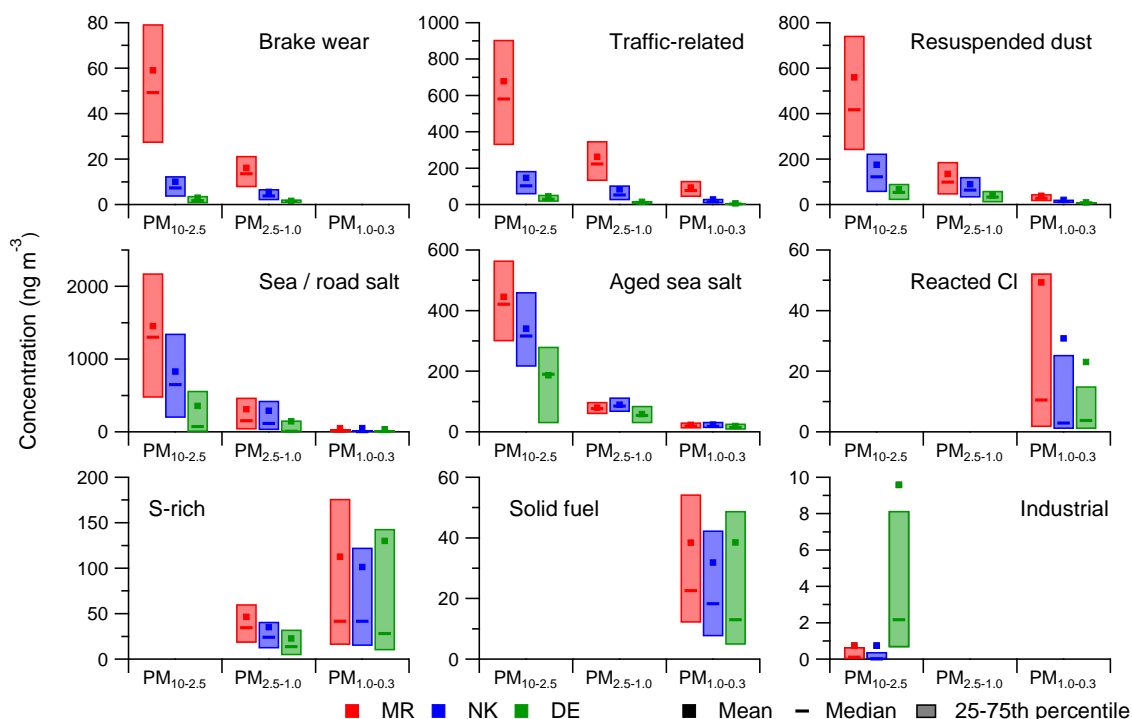 80
60
40
20
0
Brake wear
PM10-2.5 PM2.5-1.0 PM1.0-0.3
1000
800
600
400
200
0
Traffic-related
PM10-2.5 PM2.5-1.0 PM1.0-0.3
800
600
400
200
0
Resuspended dust
PM10-2.5 PM2.5-1.0 PM1.0-0.3
Concentration (ng m-3)
2000
1000
0
Sea / road salt
PM10-2.5 PM2.5-1.0 PM1.0-0.3
600
400
200
0
Aged sea salt
PM10-2.5 PM2.5-1.0 PM1.0-0.3
60
40
20
0
Reacted Cl
PM10-2.5 PM2.5-1.0 PM1.0-0.3
200
150
100
50
0
S-rich
PM10-2.5 PM2.5-1.0 PM1.0-0.3
60
40
20
0
Solid fuel
PM10-2.5 PM2.5-1.0 PM1.0-0.3
10
8
6
4
2
0
Industrial
PM10-2.5 PM2.5-1.0 PM1.0-0.3
MR NK DE Mean Median 25-75th percentile